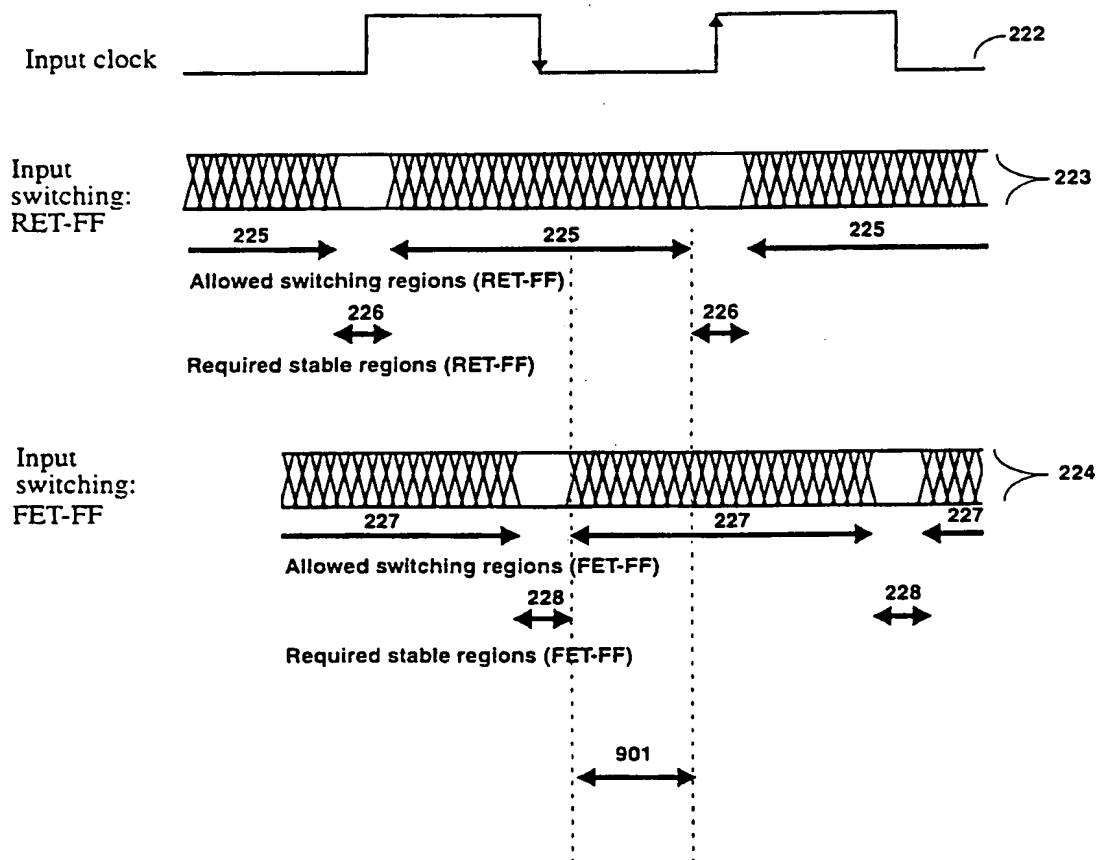 222
Input clock
Input
switching:
RET-FF
223
225 225 225
Allowed switching regions (RET-FF)
226 226
Required stable regions (RET-FF)
Input
switching:
FET-FF
224
227 227 227
Allowed switching regions (FET-FF)
228 228
Required stable regions (FET-FF)
901